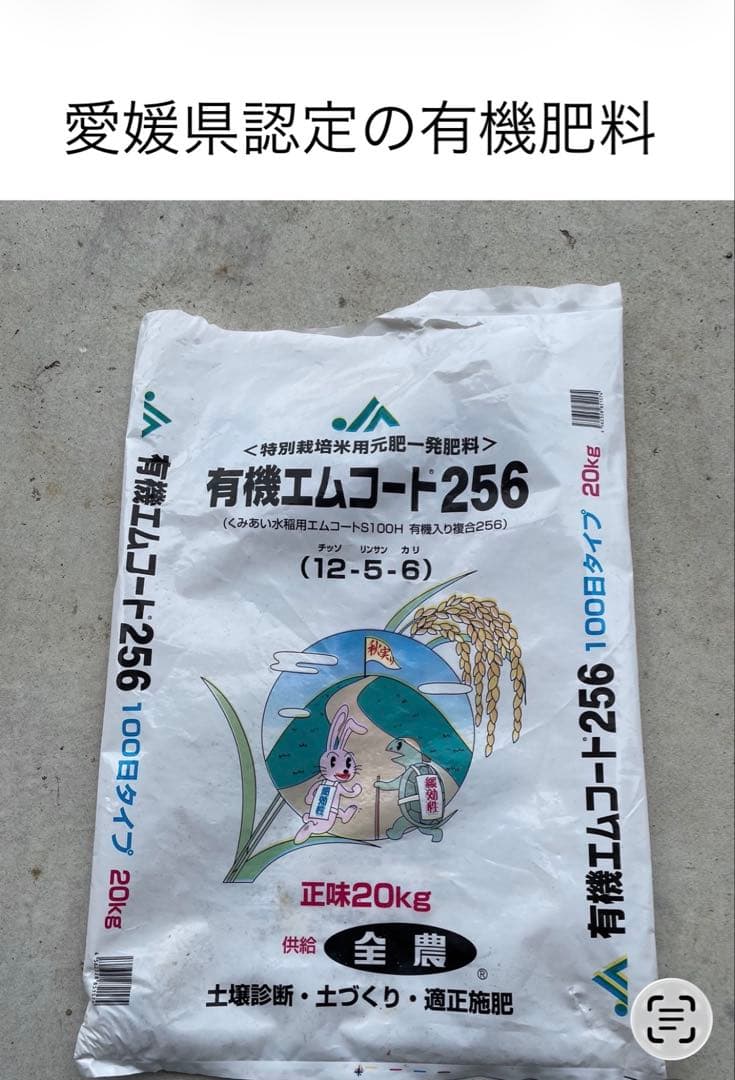 愛媛県認定の有機肥料
JA
<特別栽培米用元肥一発肥料>
有機エムコート256
(くみあい水稲用エムコートS100H 有機入り複合256)
チッソ リンサン カリ
(12-5-6)
秋実り
速効性
緩効性
正味20kg
供給 全農®
土壌診断・土づくり・適正施肥
JA 有機エムコート256 100日タイプ 20kg
JA 有機エムコート256 100日タイプ 20kg